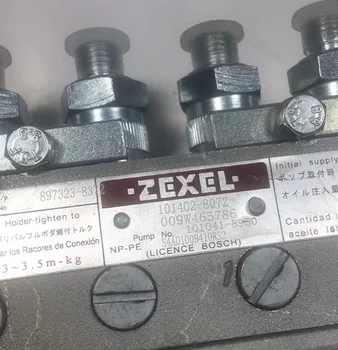 897323-8372
Holder tighten to
リバルブホルダ締付トルク
ar los Racores de Conexión
3~3.5m-kg
·ZEXEL·
101402-8072
009W465786
Pump No. 101041-8980
NP-PE S4AD100B410RS2
(LICENCE BOSCH)
Initial supply
ポンプ取付時
オイル注入量
Cantidad
aceite